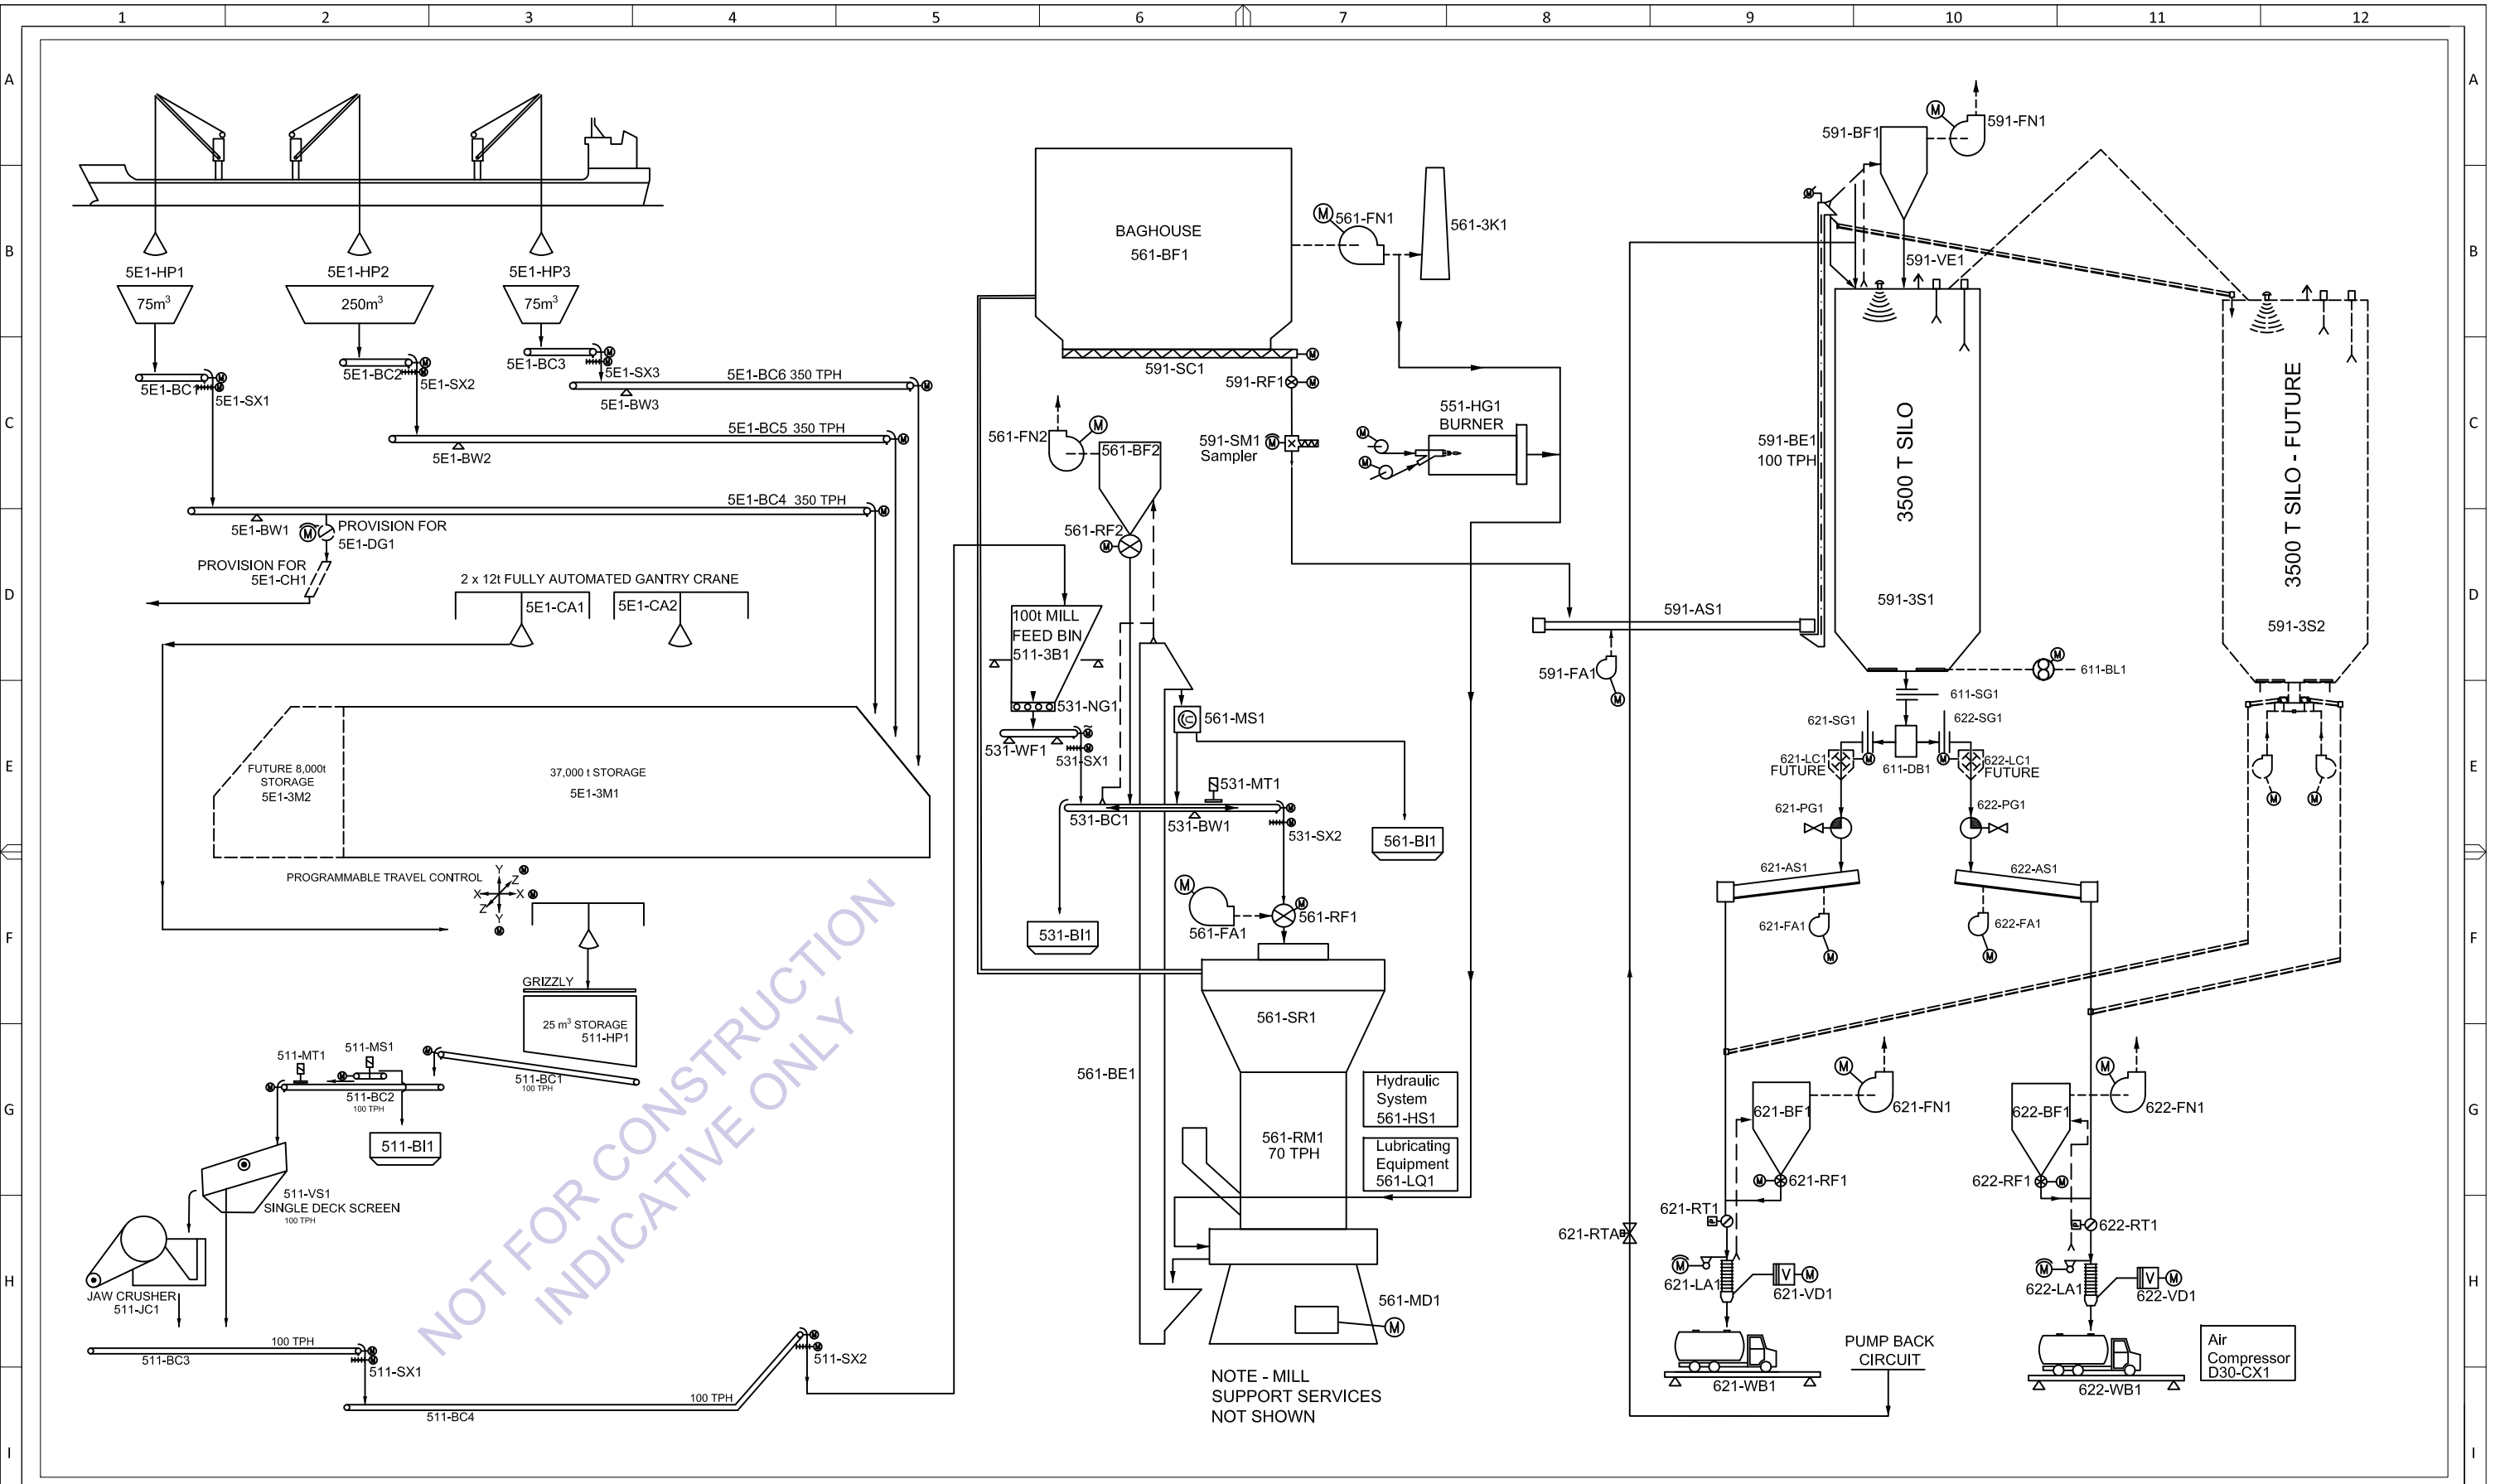 1 2 3 4 5 6 7 8 9 10 11 12
A A
B B
C C
D D
E E
F F
G G
H H
I I
5E1-HP1
75m³
5E1-HP2
250m³
5E1-HP3
75m³
5E1-BC1
5E1-SX1
5E1-BC2
5E1-SX2
5E1-BC3
5E1-SX3
5E1-BC6 350 TPH
5E1-BW3
5E1-BC5 350 TPH
5E1-BW2
5E1-BC4 350 TPH
5E1-BW1
M
PROVISION FOR
5E1-DG1
PROVISION FOR
5E1-CH1
2 x 12t FULLY AUTOMATED GANTRY CRANE
5E1-CA1
5E1-CA2
FUTURE 8,000t
STORAGE
5E1-3M2
37,000 t STORAGE
5E1-3M1
PROGRAMMABLE TRAVEL CONTROL
Y
Z
X X
Z
Y
GRIZZLY
25 m³ STORAGE
511-HP1
511-MT1
511-MS1
511-BC1
100 TPH
511-BC2
100 TPH
511-BI1
511-VS1
SINGLE DECK SCREEN
100 TPH
JAW CRUSHER
511-JC1
100 TPH
511-BC3
511-SX1
100 TPH
511-BC4
511-SX2
NOT FOR CONSTRUCTION
INDICATIVE ONLY
BAGHOUSE
561-BF1
M
561-FN1
561-3K1
591-SC1
591-RF1
591-SM1
Sampler
551-HG1
BURNER
561-FN2
M
561-BF2
561-RF2
100t MILL
FEED BIN
511-3B1
531-NG1
531-WF1
531-SX1
561-MS1
531-MT1
531-BC1
531-BW1
531-SX2
561-BI1
531-BI1
M
561-FA1
561-RF1
561-SR1
561-BE1
561-RM1
70 TPH
Hydraulic
System
561-HS1
Lubricating
Equipment
561-LQ1
561-MD1
M
NOTE - MILL
SUPPORT SERVICES
NOT SHOWN
591-BF1
M
591-FN1
591-VE1
591-BE1
100 TPH
3500 T SILO
591-3S1
3500 T SILO - FUTURE
591-3S2
591-AS1
591-FA1
M
M
611-BL1
611-SG1
621-SG1
622-SG1
621-LC1
FUTURE
611-DB1
622-LC1
FUTURE
M M
621-PG1
622-PG1
621-AS1
622-AS1
621-FA1
M
622-FA1
M
M
621-BF1
621-FN1
M
622-BF1
622-FN1
621-RF1
622-RF1
621-RT1
622-RT1
621-RTA
M
621-LA1
V
M
621-VD1
M
622-LA1
V
M
622-VD1
621-WB1
PUMP BACK
CIRCUIT
622-WB1
Air
Compressor
D30-CX1